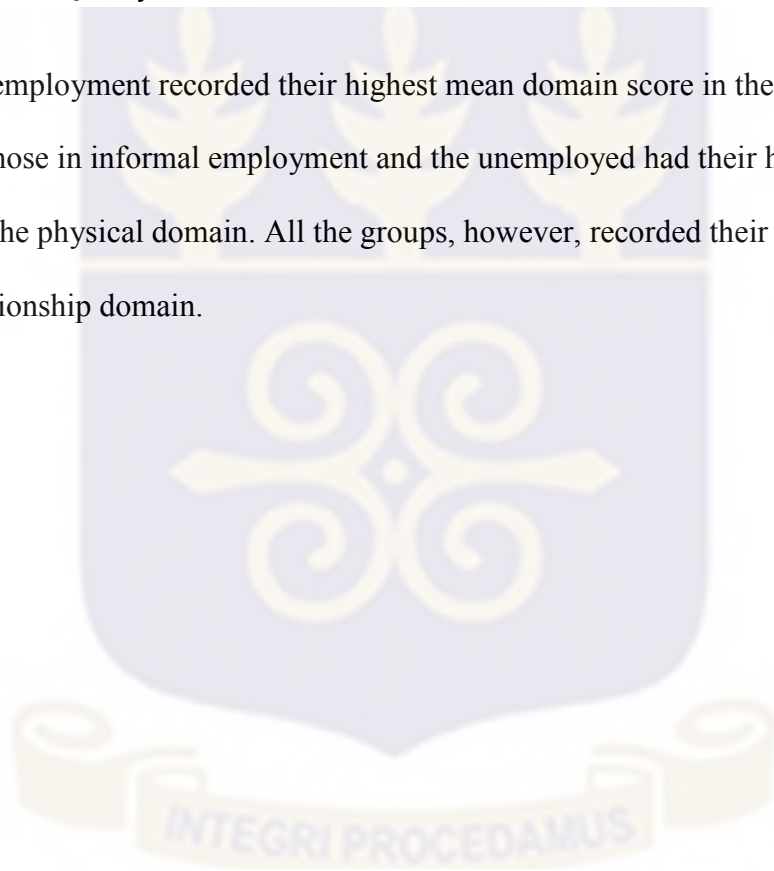 employment recorded their highest mean domain score in the
hose in informal employment and the unemployed had their h
he physical domain. All the groups, however, recorded their
ionship domain.
INTEGRI PROCEDAMUS